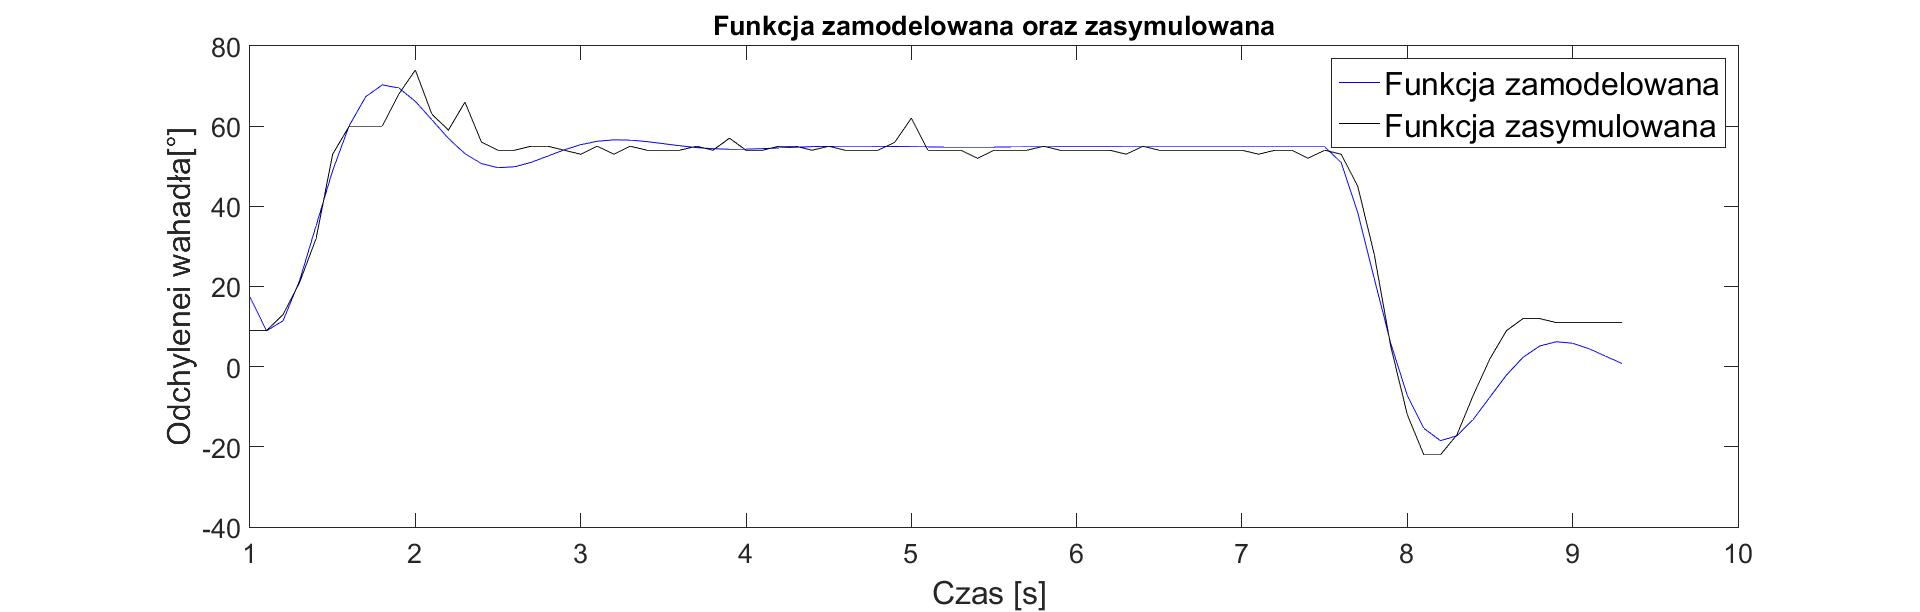 Funkcja zamodelowana oraz zasymulowana
Funkcja zamodelowana
Funkcja zasymulowana
Odchylenei wahadła[°]
80
60
40
20
0
-20
-40
1 2 3 4 5 6 7 8 9 10
Czas [s]